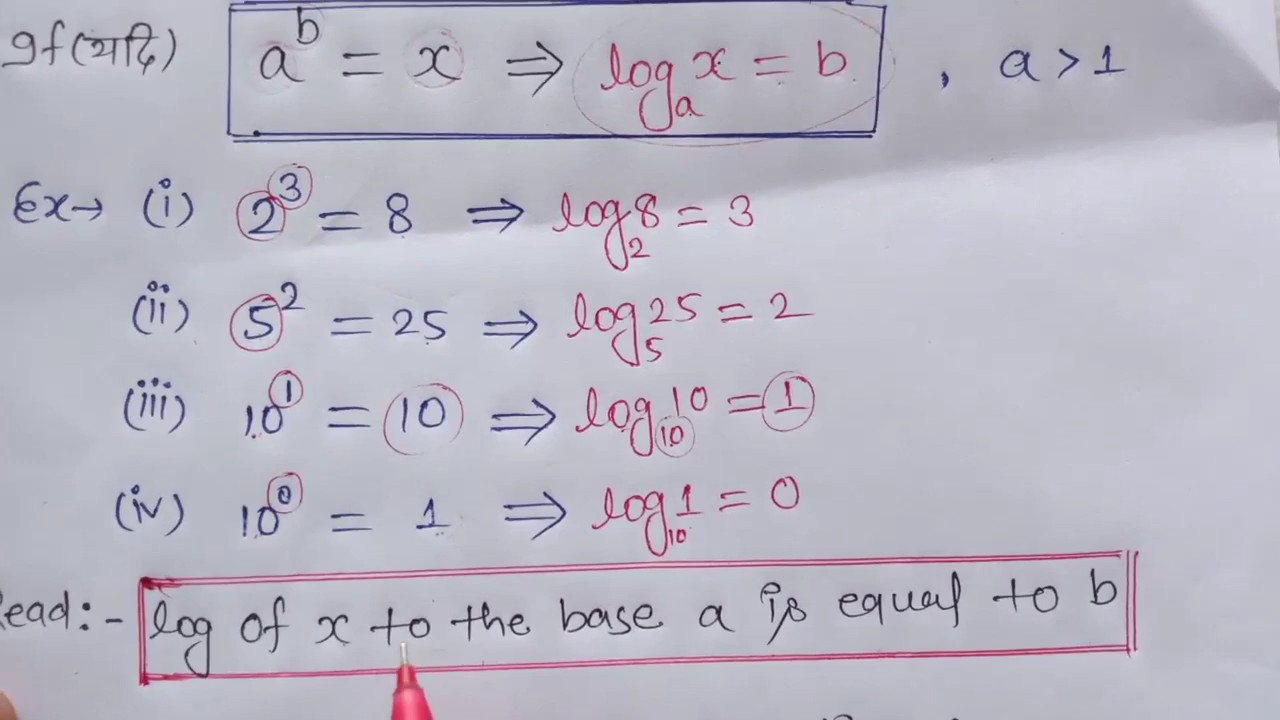 If (यदि) a^b = x ⇒ log_a x = b , a > 1
Ex→ (i) 2^3 = 8 ⇒ log_2 8 = 3
(ii) 5^2 = 25 ⇒ log_5 25 = 2
(iii) 10^1 = 10 ⇒ log_10 10 = 1
(iv) 10^0 = 1 ⇒ log_10 1 = 0
Read:- log of x to the base a is equal to b